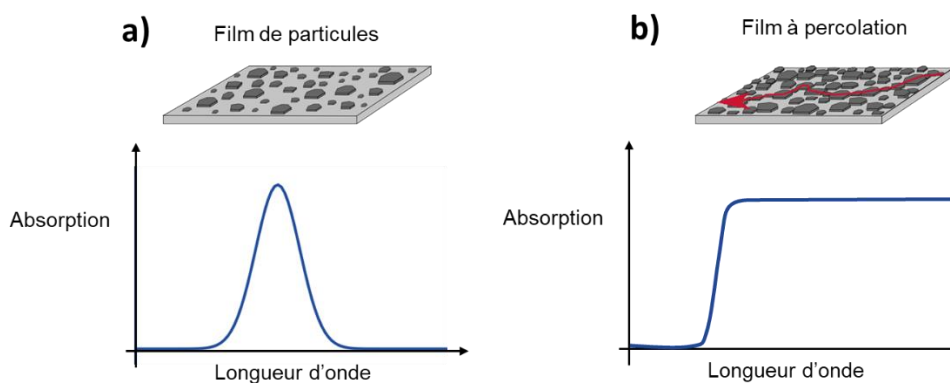 a)
Film de particules
Absorption
Longueur d'onde
b)
Film à percolation
Absorption
Longueur d'onde